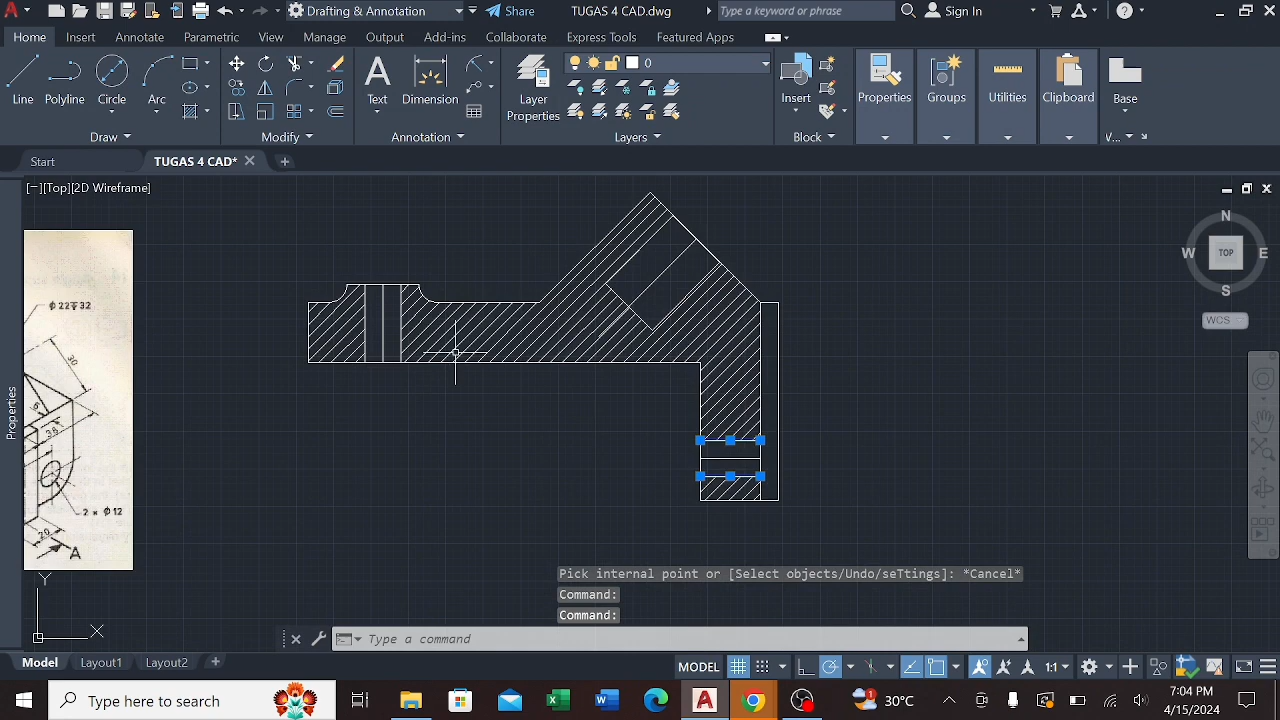 Drafting & Annotation
Share
TUGAS 4 CAD.dwg
Type a keyword or phrase
Sign In
Home
Insert
Annotate
Parametric
View
Manage
Output
Add-ins
Collaborate
Express Tools
Featured Apps
Line
Polyline
Circle
Arc
Text
Dimension
Layer
Properties
0
Insert
Properties
Groups
Utilities
Clipboard
Base
Draw
Modify
Annotation
Layers
Block
V...
Start
TUGAS 4 CAD*
[−][Top][2D Wireframe]
N
W
TOP
E
S
WCS
Φ 22↧32
30
38
2 × Φ 12
A
Properties
Y
X
Pick internal point or [Select objects/Undo/seTtings]: *Cancel*
Command:
Command:
Type a command
Model
Layout1
Layout2
MODEL
1:1
Type here to search
1
30°C
7:04 PM
4/15/2024